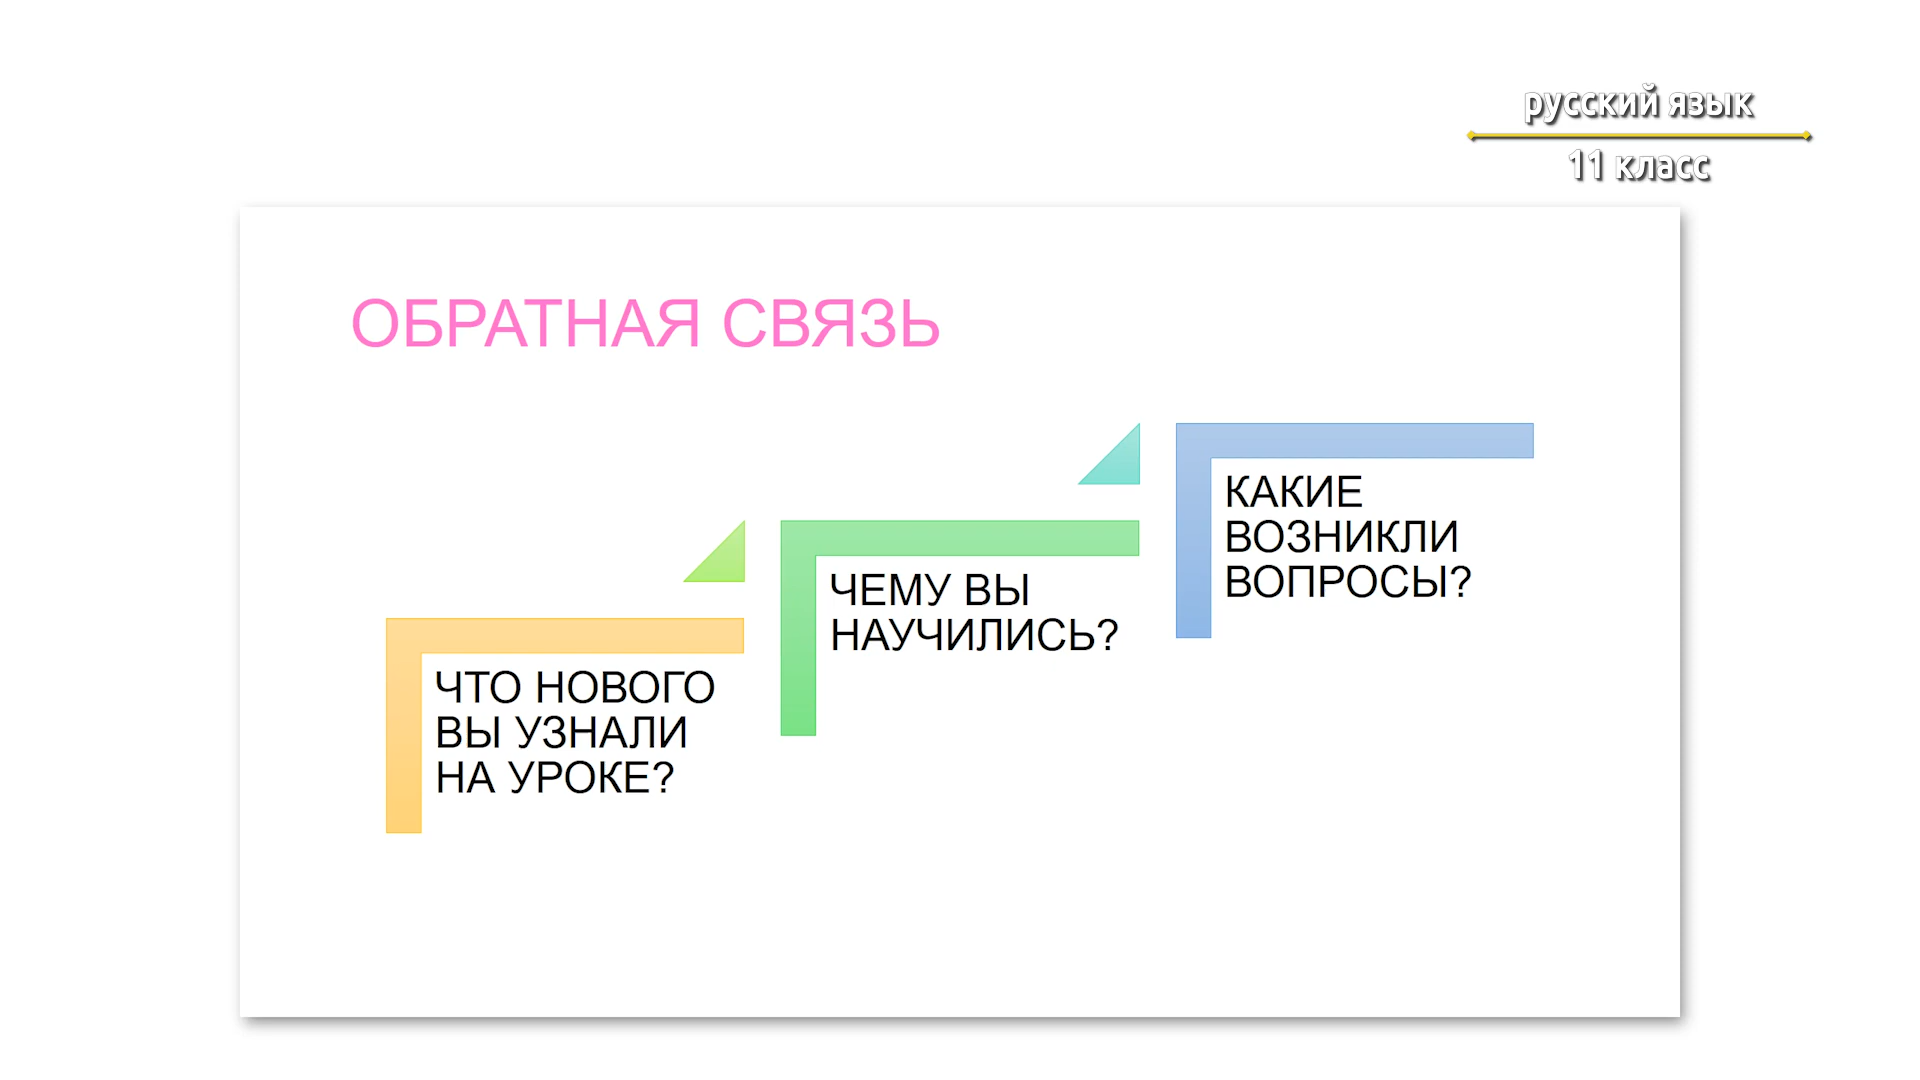 русский язык
11 класс
ОБРАТНАЯ СВЯЗЬ
ЧТО НОВОГО
ВЫ УЗНАЛИ
НА УРОКЕ?
ЧЕМУ ВЫ
НАУЧИЛИСЬ?
КАКИЕ
ВОЗНИКЛИ
ВОПРОСЫ?